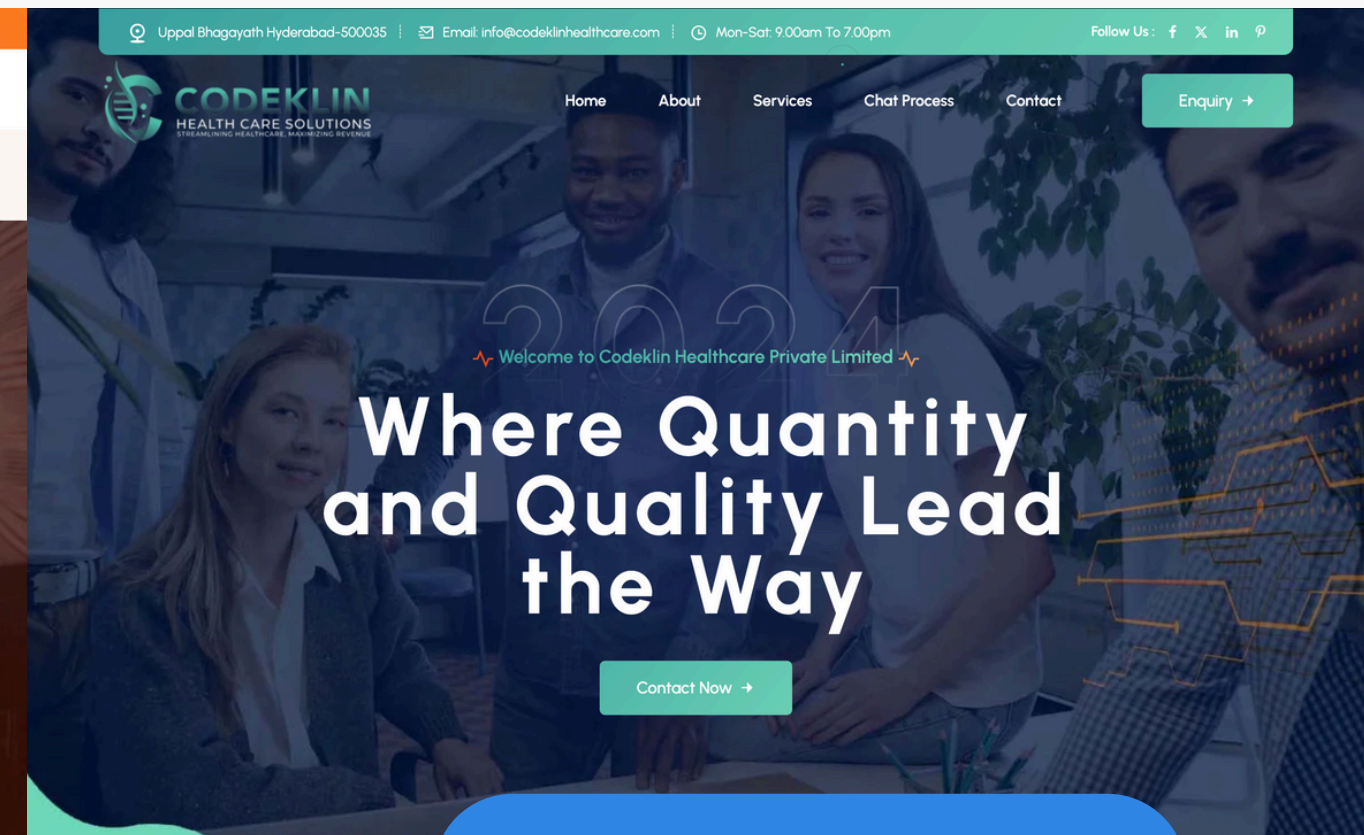 Uppal Bhagayath Hyderabad-500035
Email: info@codeklinhealthcare.com
Mon-Sat: 9.00am To 7.00pm
Follow Us :
CODEKLIN
HEALTH CARE SOLUTIONS
STREAMLINING HEALTHCARE, MAXIMIZING REVENUE
Home About Services Chat Process Contact
Enquiry
2024
Welcome to Codeklin Healthcare Private Limited
Where Quantity
and Quality Lead
the Way
Contact Now